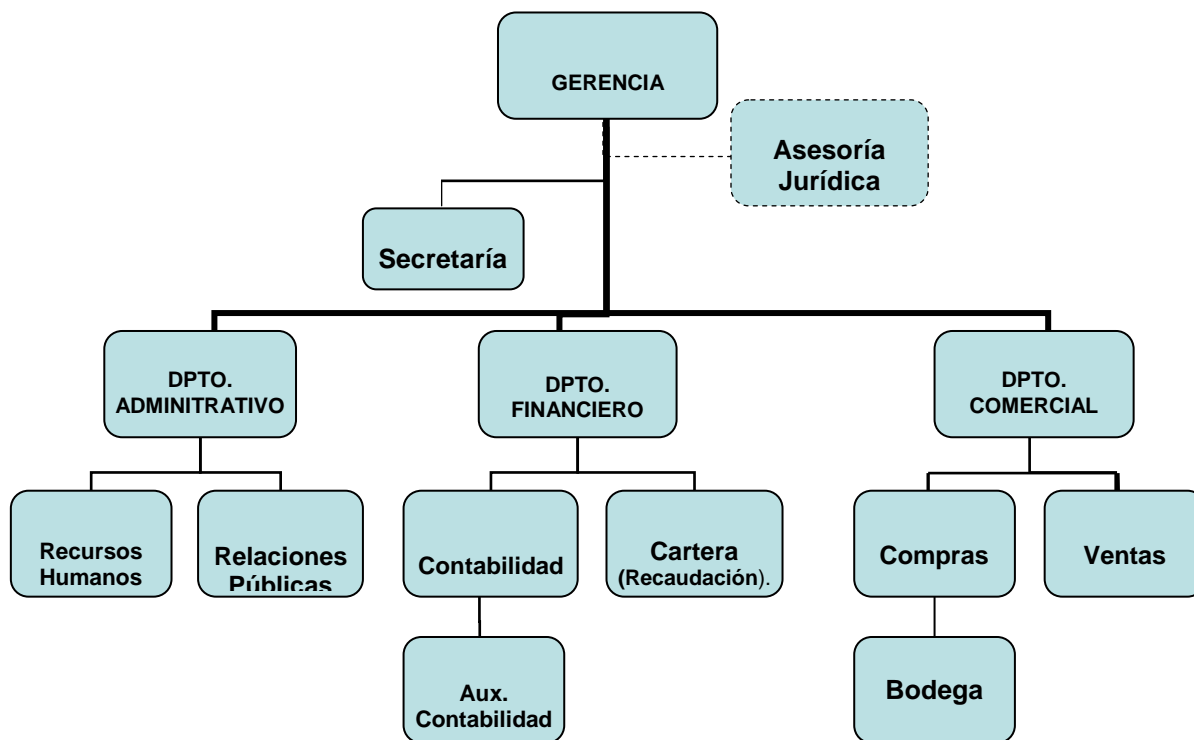 GERENCIA
Asesoría
Jurídica
Secretaría
DPTO.
ADMINITRATIVO
DPTO.
FINANCIERO
DPTO.
COMERCIAL
Recursos
Humanos
Relaciones
Públicas
Contabilidad
Cartera
(Recaudación).
Compras
Ventas
Aux.
Contabilidad
Bodega